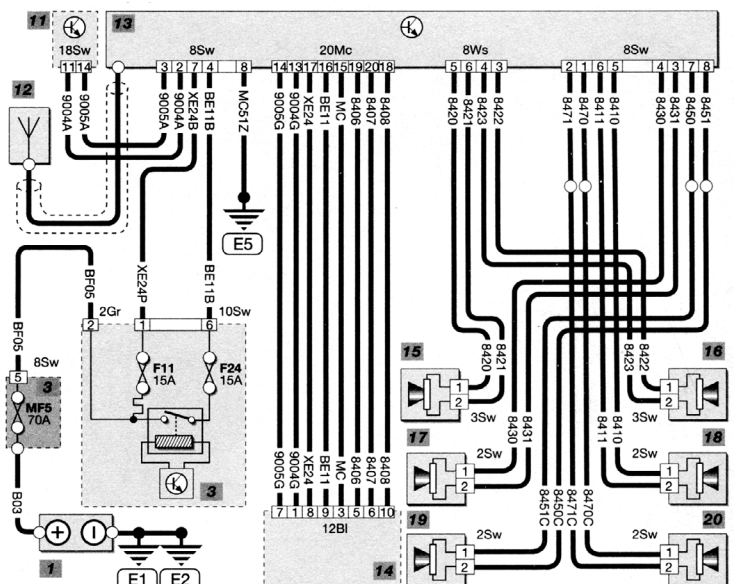 11 13
18Sw 8Sw 20Mc 8Ws 8Sw
11 14 3 2 7 4 8 14 13 17 11 16 15 19 20 18 5 6 4 3 2 1 6 5 4 3 7 8
12
9004A 9005A 9005A 9004A XE24B BE11B MC51Z 9005G 9004G XE24 BE11 MC 8406 8407 8408 8420 8421 8423 8422 8471 8470 8411 8410 8430 8431 8450 8451
E5
BF05 XE24P BE11B
2Gr 10Sw
2 1 6
BF05
8Sw
5 3
MF5
70A
F11
15A
F24
15A
15 8420 8421 8423 8422 16
1
2
1
2
3Sw 3Sw
17 8430 8431 8411 8410 18
2Sw 2Sw
1
2
1
2
9005G 9004G XE24 BE11 MC 8406 8407 8408
3
B03
7 1 8 9 3 5 6 10
12Bl
14
8451C 8450C 8471C 8470C
19 20
2Sw 2Sw
1
2
1
2
+ −
1
E1 E2